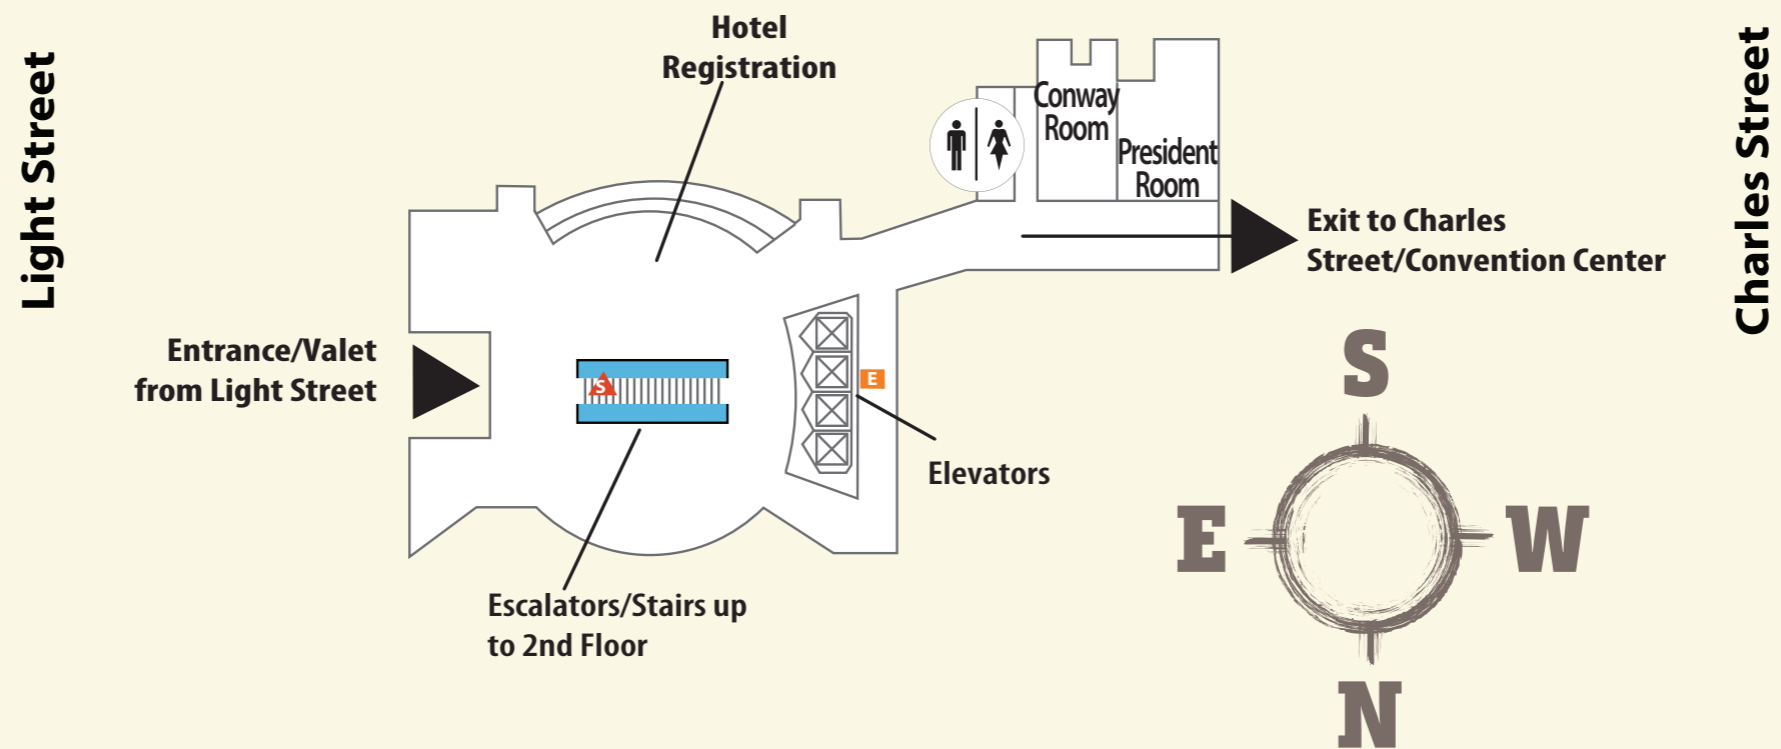 Hotel
Registration
Light Street
Charles Street
Conway
Room
President
Room
Exit to Charles
Street/Convention Center
Entrance/Valet
from Light Street
S
E
Elevators
Escalators/Stairs up
to 2nd Floor
S
E
W
N